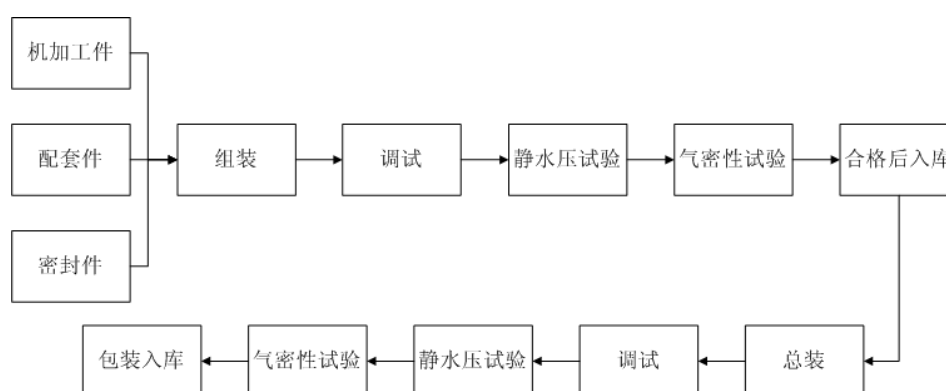 机加工件
配套件
密封件
组装
调试
静水压试验
气密性试验
合格后入库
总装
调试
静水压试验
气密性试验
包装入库